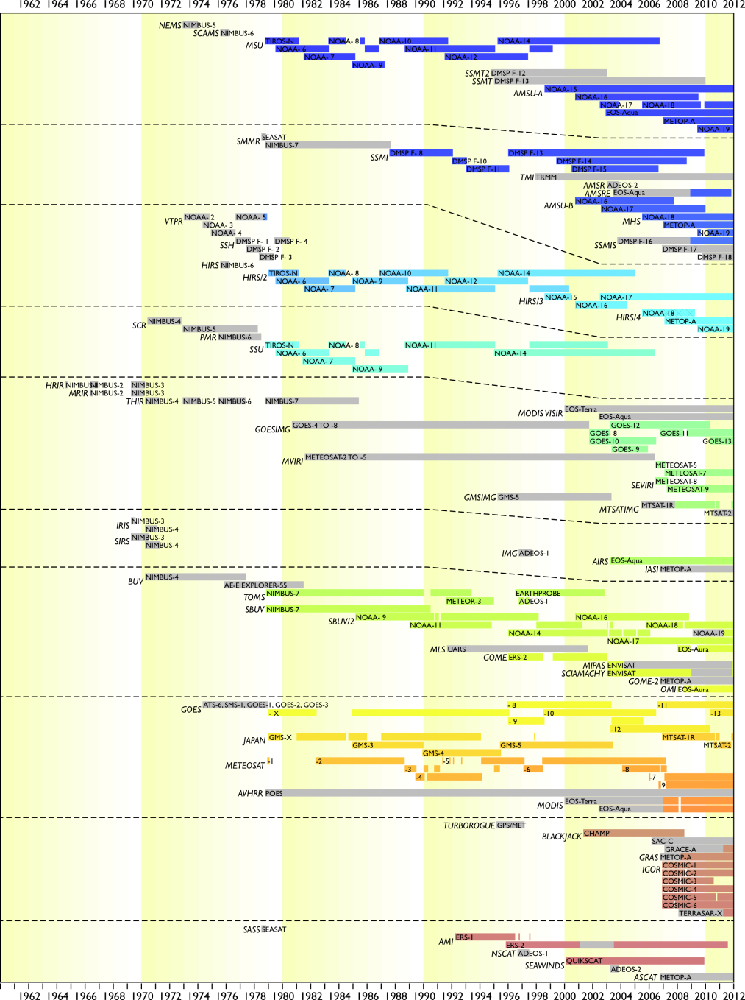 1962 1964 1966 1968 1970 1972 1974 1976 1978 1980 1982 1984 1986 1988 1990 1992 1994 1996 1998 2000 2002 2004 2006 2008 2010 2012
NEMS NIMBUS-5
SCAMS NIMBUS-6
MSU TIROS-N NOAA- 8 NOAA-10 NOAA-14
NOAA- 6 NOAA-11
NOAA- 7 NOAA-12
NOAA- 9
SSMT2 DMSP F-12
SSMT DMSP F-13
AMSU-A NOAA-15
NOAA-16
NOAA-17 NOAA-18
EOS-Aqua
METOP-A
NOAA-19
SMMR SEASAT
NIMBUS-7
SSMI DMSP F- 8 DMSP F-13
DMSP F-10 DMSP F-14
DMSP F-11 DMSP F-15
TMI TRMM
AMSR ADEOS-2
AMSRE EOS-Aqua
AMSU-B NOAA-16
NOAA-17
VTPR NOAA- 2 NOAA- 5 MHS NOAA-18
NOAA- 3 METOP-A
NOAA- 4 NOAA-19
SSH DMSP F- 1 DMSP F- 4 SSMIS DMSP F-16
DMSP F- 2 DMSP F-17
DMSP F- 3 DMSP F-18
HIRS NIMBUS-6
HIRS/2 TIROS-N NOAA- 8 NOAA-10 NOAA-14
NOAA- 6 NOAA- 9 NOAA-12
NOAA- 7 NOAA-11
HIRS/3 NOAA-15 NOAA-17
NOAA-16
HIRS/4 NOAA-18
SCR NIMBUS-4 METOP-A
NIMBUS-5 NOAA-19
PMR NIMBUS-6
SSU TIROS-N NOAA- 8 NOAA-11
NOAA- 6 NOAA-14
NOAA- 7
NOAA- 9
HRIR NIMBUS-1 NIMBUS-2 NIMBUS-3
MRIR NIMBUS-2 NIMBUS-3
THIR NIMBUS-4 NIMBUS-5 NIMBUS-6 NIMBUS-7
MODIS VISIR EOS-Terra
EOS-Aqua
GOESIMG GOES-4 TO -8 GOES-12
GOES- 8 GOES-11
GOES-10 GOES-13
GOES- 9
MVIRI METEOSAT-2 TO -5
METEOSAT-5
METEOSAT-7
SEVIRI METEOSAT-8
METEOSAT-9
GMSIMG GMS-5
MTSATIMG MTSAT-1R
MTSAT-2
IRIS NIMBUS-3
NIMBUS-4
SIRS NIMBUS-3
NIMBUS-4
IMG ADEOS-1
AIRS EOS-Aqua
IASI METOP-A
BUV NIMBUS-4
AE-E EXPLORER-55
TOMS NIMBUS-7 EARTHPROBE
METEOR-3 ADEOS-1
SBUV NIMBUS-7
SBUV/2 NOAA- 9 NOAA-16
NOAA-11 NOAA-18
NOAA-14 NOAA-19
NOAA-17
MLS UARS EOS-Aura
GOME ERS-2
MIPAS ENVISAT
SCIAMACHY ENVISAT
GOME-2 METOP-A
OMI EOS-Aura
GOES ATS-6, SMS-1, GOES-1, GOES-2, GOES-3 - 8 -11
- X -10 -13
- 9
-12
JAPAN GMS-X MTSAT-1R
GMS-3 GMS-5 MTSAT-2
GMS-4
METEOSAT -1 -2 -5
-3 -6 -8
-4 -7
-9
AVHRR POES
MODIS EOS-Terra
EOS-Aqua
TURBOROGUE GPS/MET
BLACKJACK CHAMP
SAC-C
GRACE-A
GRAS METOP-A
IGOR COSMIC-1
COSMIC-2
COSMIC-3
COSMIC-4
COSMIC-5
COSMIC-6
TERRASAR-X
SASS SEASAT
AMI ERS-1
ERS-2
NSCAT ADEOS-1
SEAWINDS QUIKSCAT
ADEOS-2
ASCAT METOP-A
1962 1964 1966 1968 1970 1972 1974 1976 1978 1980 1982 1984 1986 1988 1990 1992 1994 1996 1998 2000 2002 2004 2006 2008 2010 2012